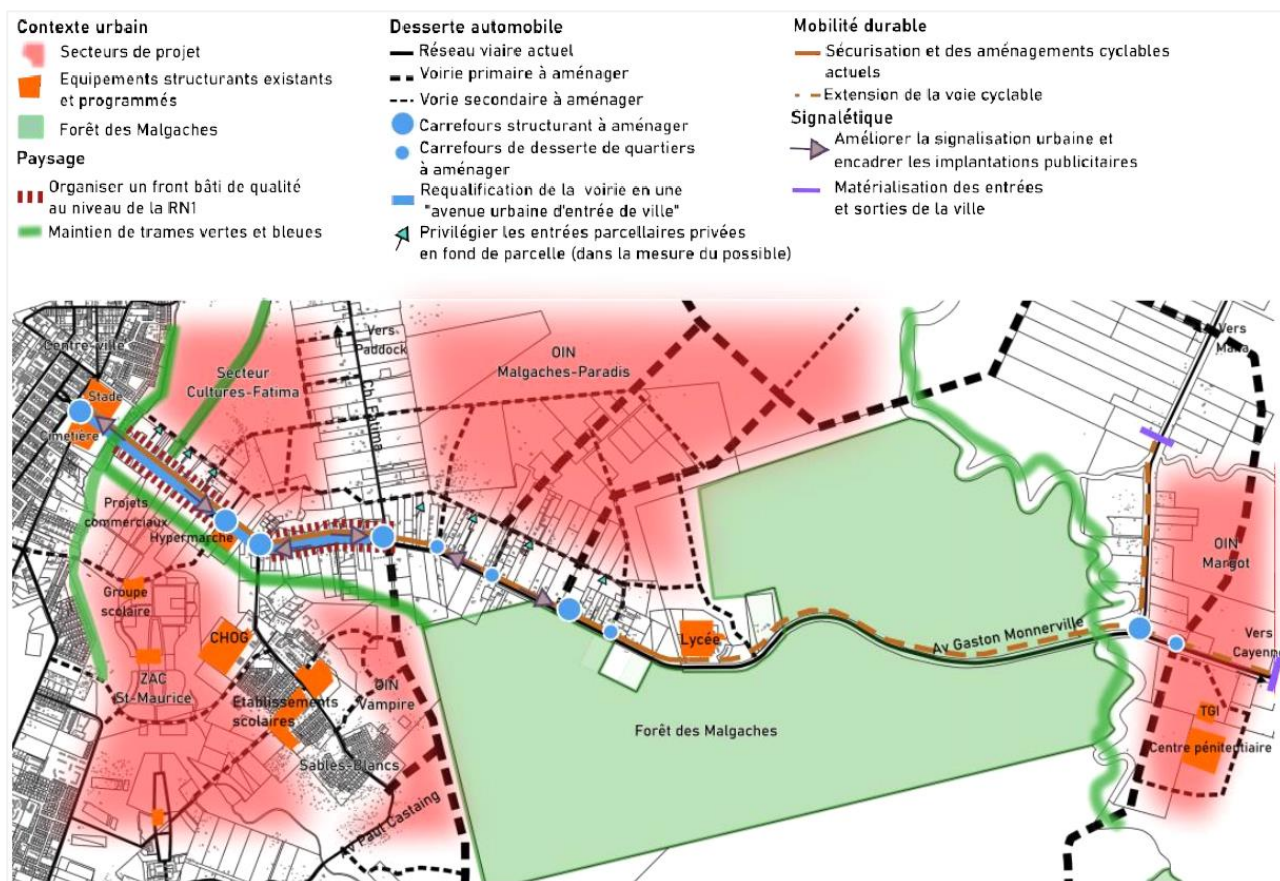 Contexte urbain
Secteurs de projet
Equipements structurants existants
et programmés
Forêt des Malgaches
Paysage
Organiser un front bâti de qualité
au niveau de la RN1
Maintien de trames vertes et bleues
Desserte automobile
Réseau viaire actuel
Voirie primaire à aménager
Vorie secondaire à aménager
Carrefours structurant à aménager
Carrefours de desserte de quartiers
à aménager
Requalification de la voirie en une
"avenue urbaine d'entrée de ville"
Privilégier les entrées parcellaires privées
en fond de parcelle (dans la mesure du possible)
Mobilité durable
Sécurisation et des aménagements cyclables
actuels
Extension de la voie cyclable
Signalétique
Améliorer la signalisation urbaine et
encadrer les implantations publicitaires
Matérialisation des entrées
et sorties de la ville
Centre-ville
Stade
Cimetière
Secteur
Cultures-Fatima
Vers
Paddock
Ch. Fatima
OIN
Malgaches-Paradis
Vers
Mana
Projets
commerciaux
Hypermarche
Groupe
scolaire
CHOG
ZAC
St-Maurice
Etablissements
scolaires
OIN
Vampire
Sables-Blancs
Av Paul Castaing
Lycée
Av Gaston Monnerville
Forêt des Malgaches
OIN
Margot
Vers
Cayenne
TGI
Centre pénitentiaire